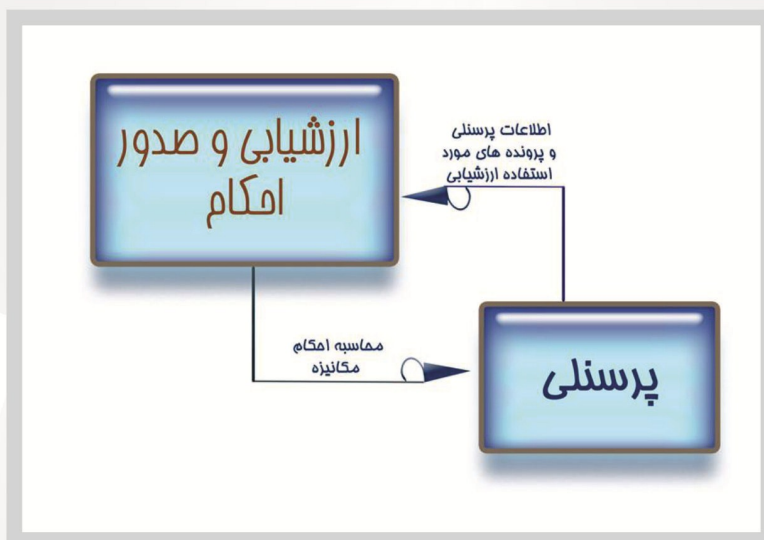 ارزشیابی و صدور
احکام
اطلاعات پرسنلی
و پرونده های مورد
استفاده ارزشیابی
محاسبه احکام
مکانیزه
پرسنلی